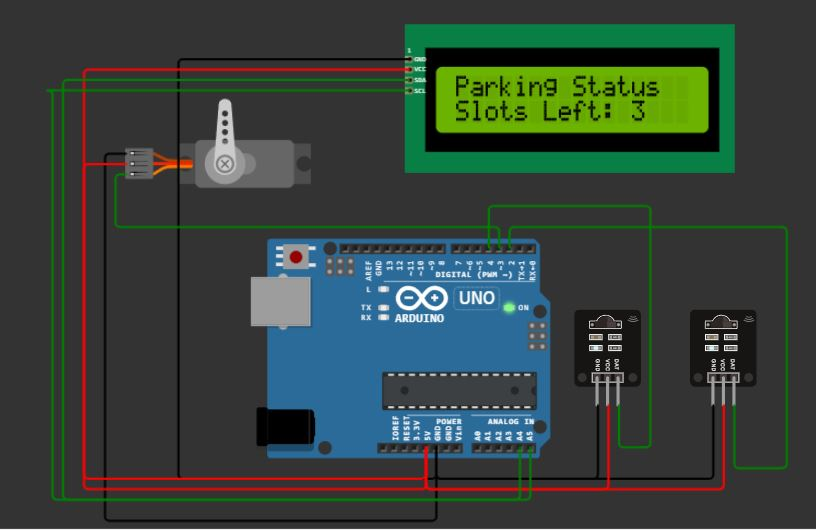 1
GND
VCC
SDA
SCL
Parking Status
Slots Left: 3
AREF
GND
13
12
~11
~10
~9
8
7
~6
~5
4
~3
2
TX→1
RX←0
DIGITAL (PWM ~)
L
TX
RX
UNO
ON
ARDUINO
GND
VCC
DAT
GND
VCC
DAT
POWER
ANALOG IN
IOREF
RESET
3.3V
5V
GND
GND
Vin
A0
A1
A2
A3
A4
A5